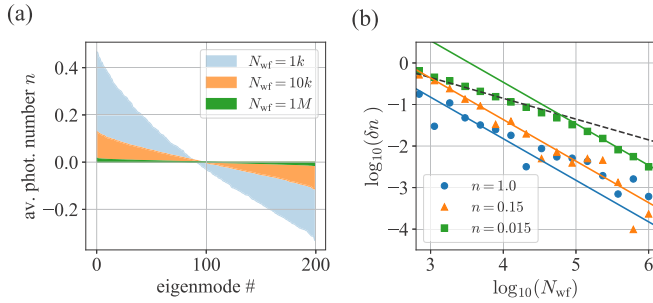 (a)
av. phot. number n
0.4
0.2
0.0
−0.2
N_wf = 1k
N_wf = 10k
N_wf = 1M
0
100
200
eigenmode #
(b)
log₁₀(δn)
0
−1
−2
−3
−4
n = 1.0
n = 0.15
n = 0.015
3
4
5
6
log₁₀(N_wf)